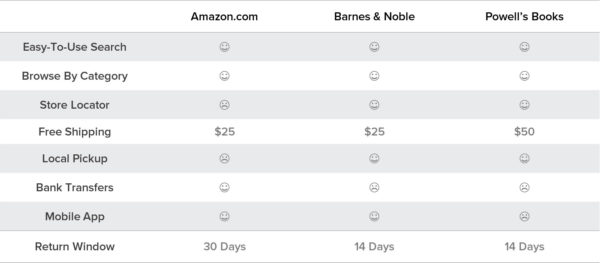 Amazon.com Barnes & Noble Powell's Books
Easy-To-Use Search
Browse By Category
Store Locator
Free Shipping $25 $25 $50
Local Pickup
Bank Transfers
Mobile App
Return Window 30 Days 14 Days 14 Days